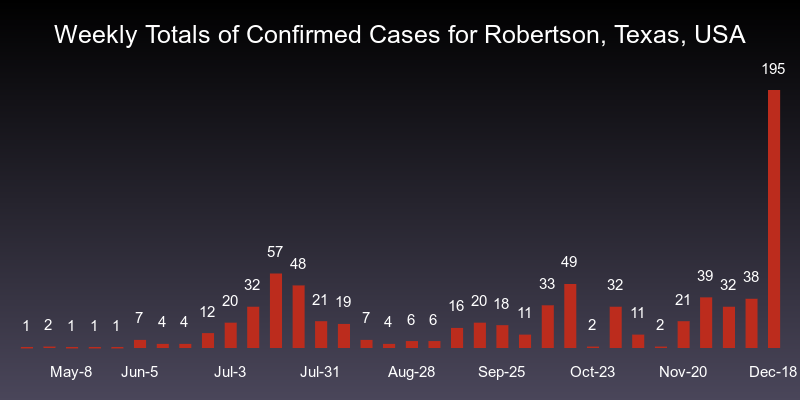 Weekly Totals of Confirmed Cases for Robertson, Texas, USA
1 2 1 1 1 7 4 4 12 20 32 57 48 21 19 7 4 6 6 16 20 18 11 33 49 2 32 11 2 21 39 32 38 195
May-8 Jun-5 Jul-3 Jul-31 Aug-28 Sep-25 Oct-23 Nov-20 Dec-18